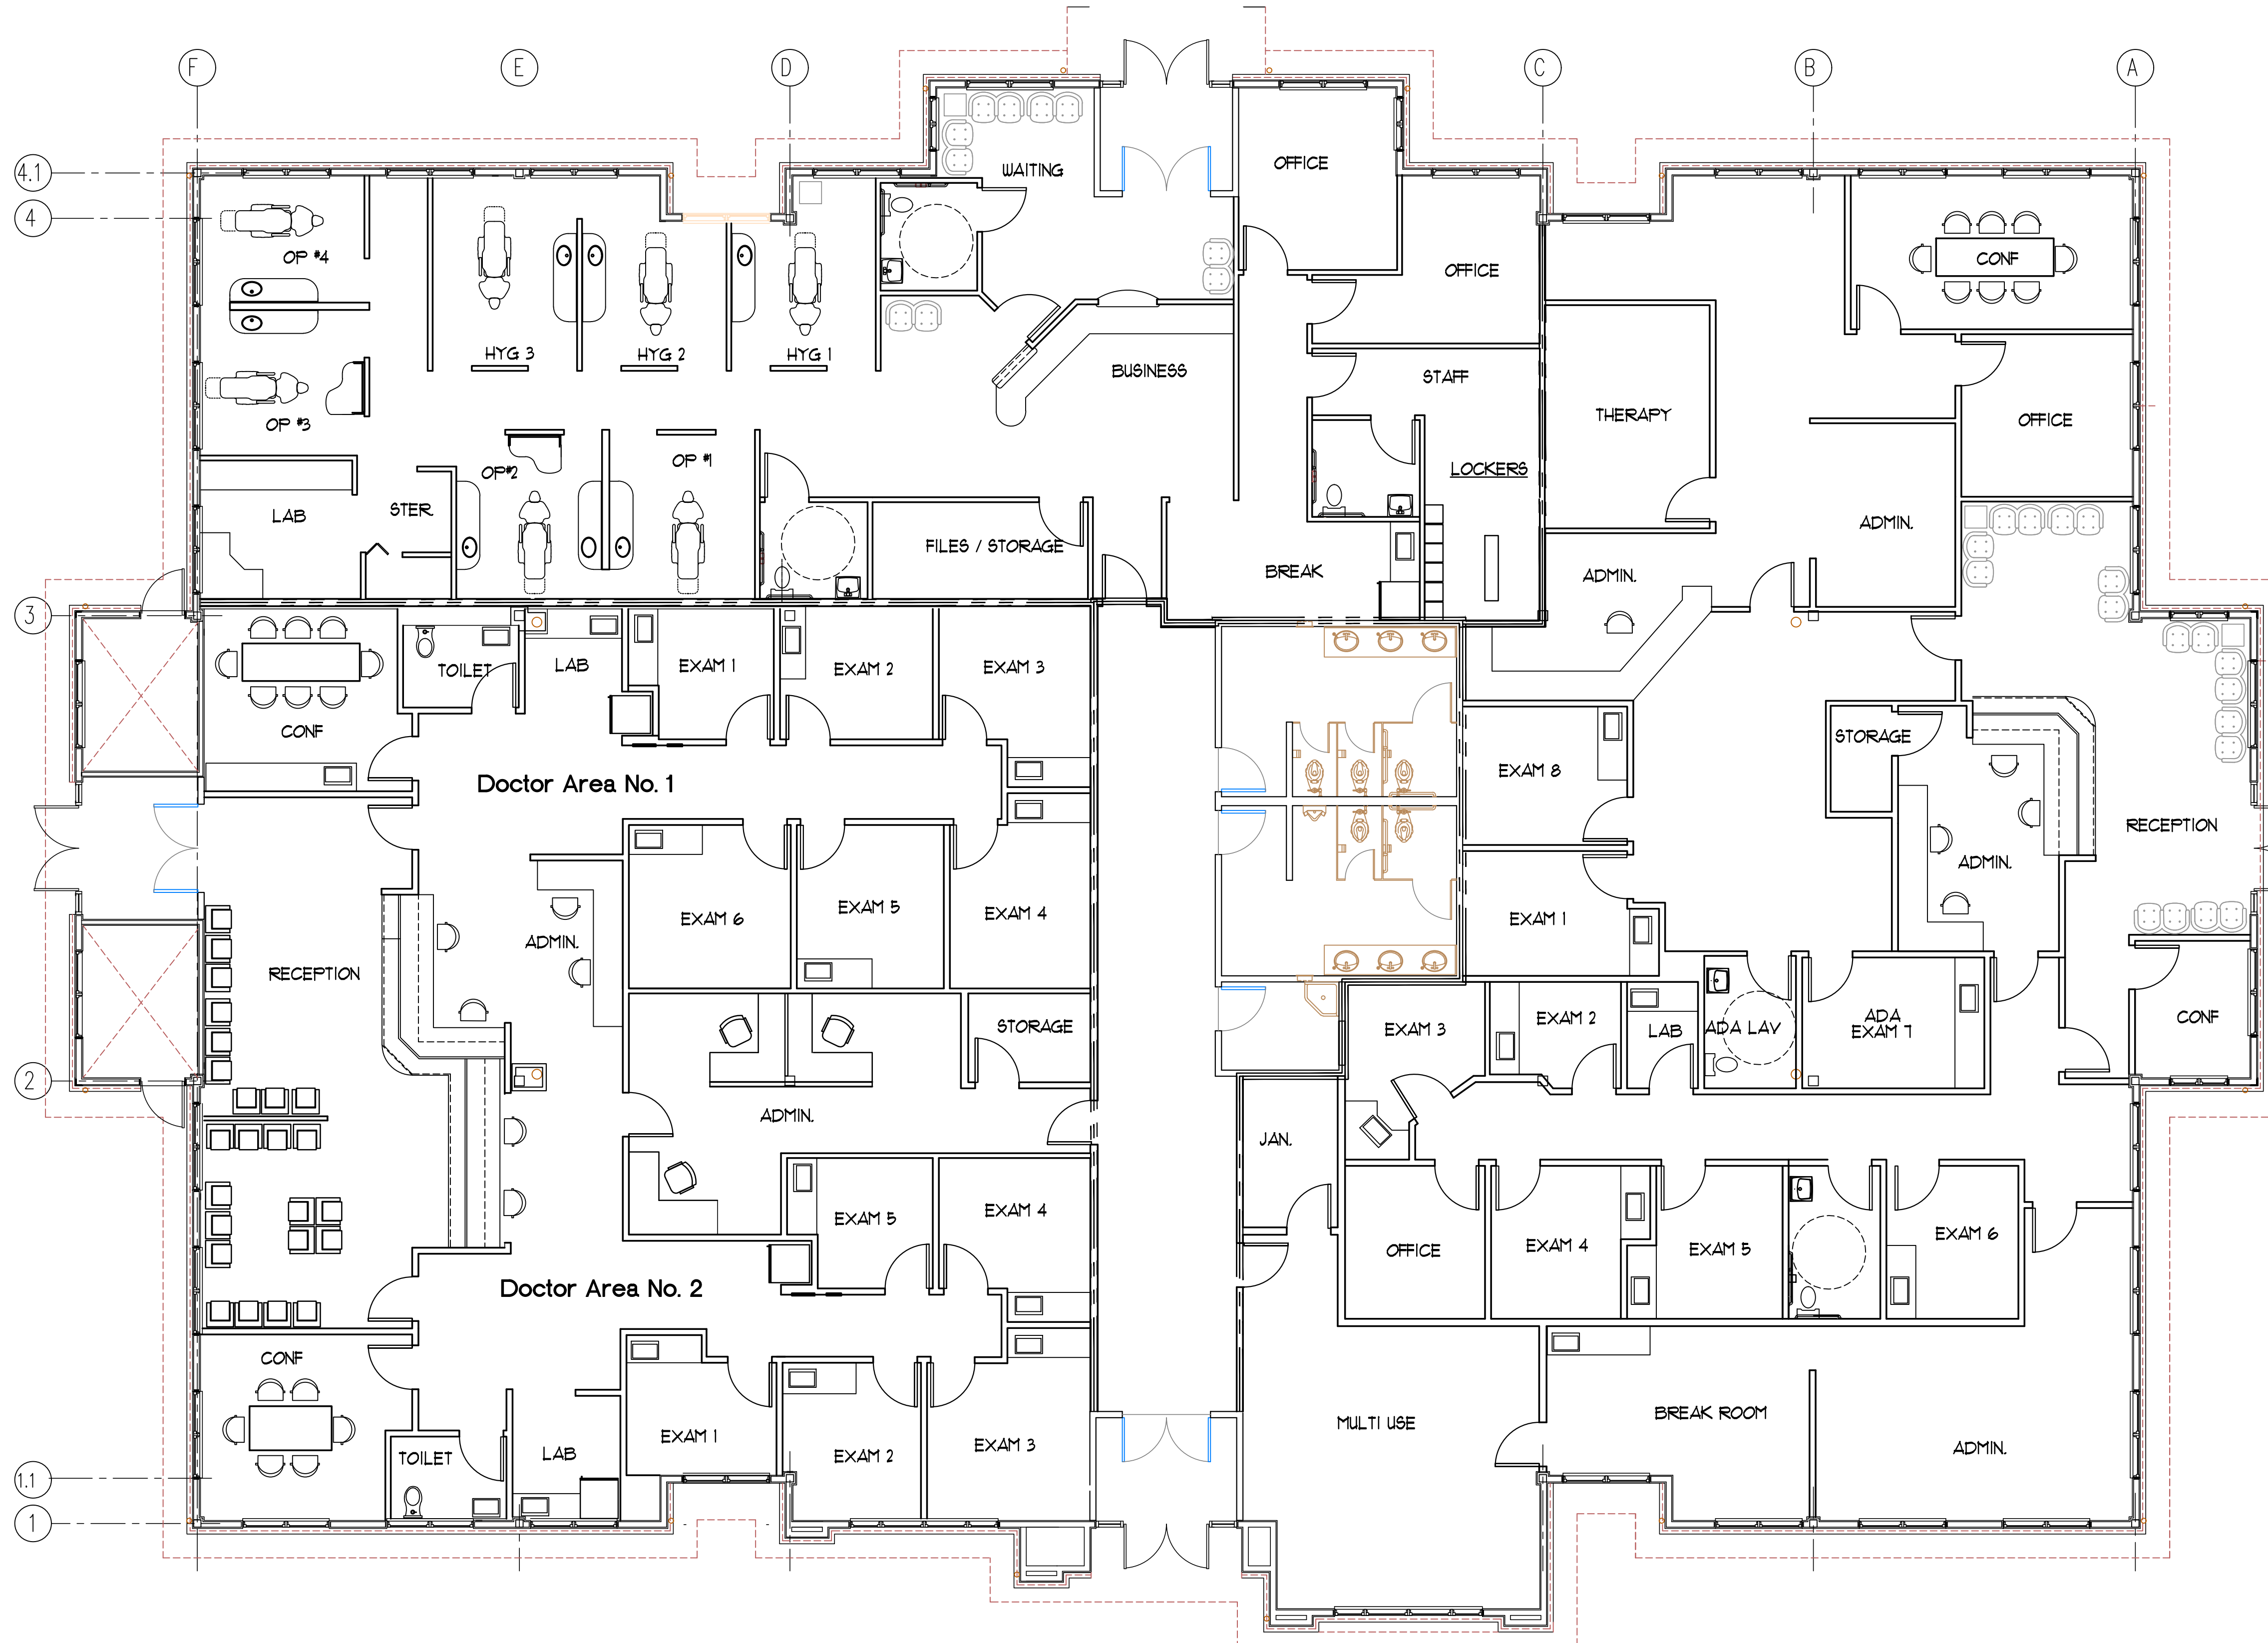 F
E
D
C
B
A
4.1
4
3
2
1.1
1
WAITING
OFFICE
OFFICE
CONF
OP #4
HYG 3
HYG 2
HYG 1
BUSINESS
STAFF
THERAPY
OFFICE
OP #3
OP#2
OP #1
LOCKERS
LAB
STER.
FILES / STORAGE
BREAK
ADMIN.
ADMIN.
TOILET
LAB
EXAM 1
EXAM 2
EXAM 3
CONF
Doctor Area No. 1
STORAGE
EXAM 8
RECEPTION
ADMIN.
EXAM 6
EXAM 5
EXAM 4
EXAM 1
ADMIN.
RECEPTION
STORAGE
EXAM 3
EXAM 2
LAB
ADA LAV
ADA
EXAM 7
CONF
ADMIN.
JAN.
EXAM 5
EXAM 4
OFFICE
EXAM 4
EXAM 5
EXAM 6
Doctor Area No. 2
CONF
TOILET
LAB
EXAM 1
EXAM 2
EXAM 3
MULTI USE
BREAK ROOM
ADMIN.